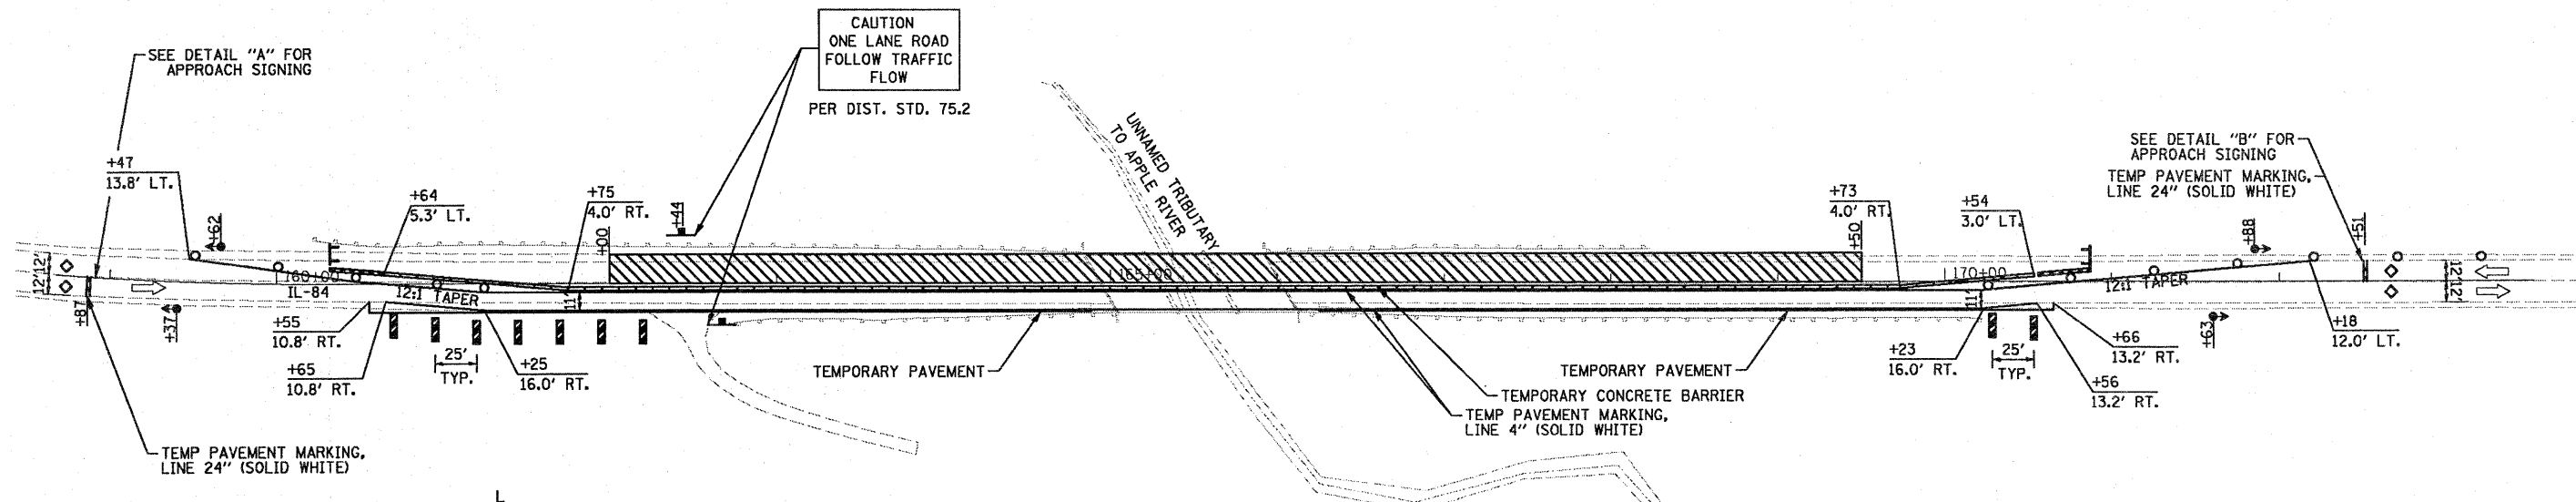 SEE DETAIL "A" FOR
APPROACH SIGNING
CAUTION
ONE LANE ROAD
FOLLOW TRAFFIC
FLOW
PER DIST. STD. 75.2
UNNAMED TRIBUTARY
TO APPLE RIVER
SEE DETAIL "B" FOR
APPROACH SIGNING
TEMP PAVEMENT MARKING,
LINE 24" (SOLID WHITE)
+47
13.8' LT.
+62
+64
5.3' LT.
+75
4.0' RT.
+00
+44
+50
+73
4.0' RT.
+54
3.0' LT.
+88
+51
12'
12'
160+00
IL-84
12:1 TAPER
11'
165+00
170+00
11'
12:1 TAPER
12'
12'
+87
+37
+55
10.8' RT.
+65
10.8' RT.
25'
TYP.
+25
16.0' RT.
TEMPORARY PAVEMENT
TEMPORARY PAVEMENT
TEMPORARY CONCRETE BARRIER
TEMP PAVEMENT MARKING,
LINE 4" (SOLID WHITE)
+23
16.0' RT.
25'
TYP.
+66
13.2' RT.
+56
13.2' RT.
+63
+18
12.0' LT.
TEMP PAVEMENT MARKING,
LINE 24" (SOLID WHITE)